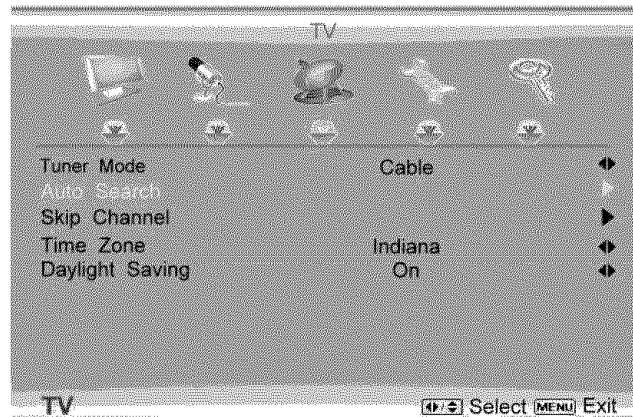 TV
Tuner Mode Cable
Auto Search
Skip Channel
Time Zone Indiana
Daylight Saving On
TV Select MENU Exit